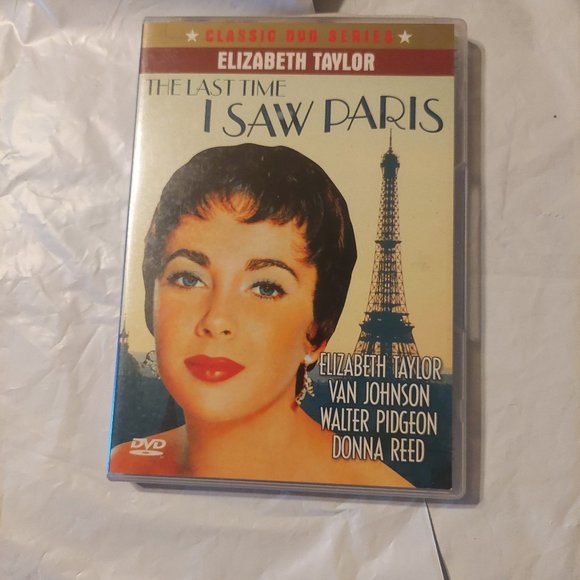 CLASSIC DVD SERIES
ELIZABETH TAYLOR
THE LAST TIME
I SAW PARIS
ELIZABETH TAYLOR
VAN JOHNSON
WALTER PIDGEON
DONNA REED
DVD